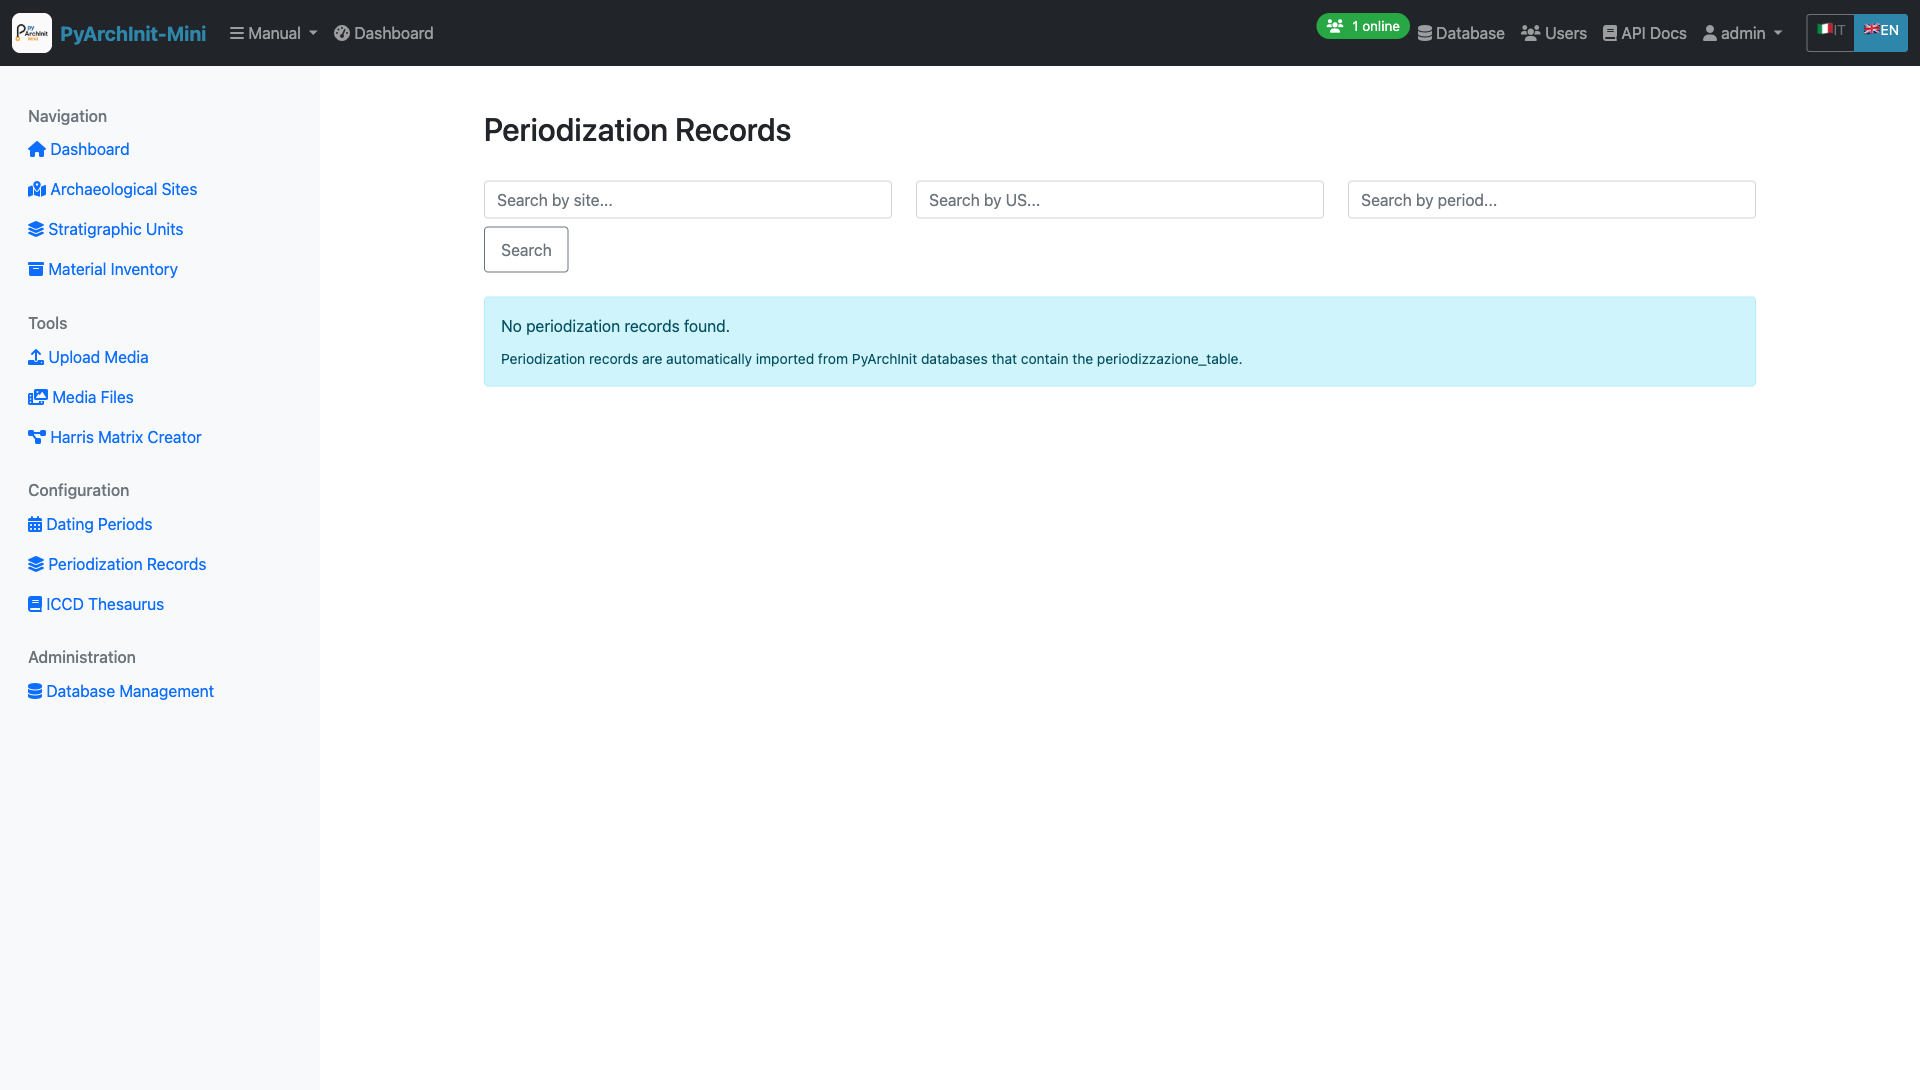 PyArchInit-Mini
Manual
Dashboard
1 online
Database
Users
API Docs
admin
IT
EN
Navigation
Dashboard
Archaeological Sites
Stratigraphic Units
Material Inventory
Tools
Upload Media
Media Files
Harris Matrix Creator
Configuration
Dating Periods
Periodization Records
ICCD Thesaurus
Administration
Database Management
Periodization Records
Search by site...
Search by US...
Search by period...
Search
No periodization records found.
Periodization records are automatically imported from PyArchInit databases that contain the periodizzazione_table.